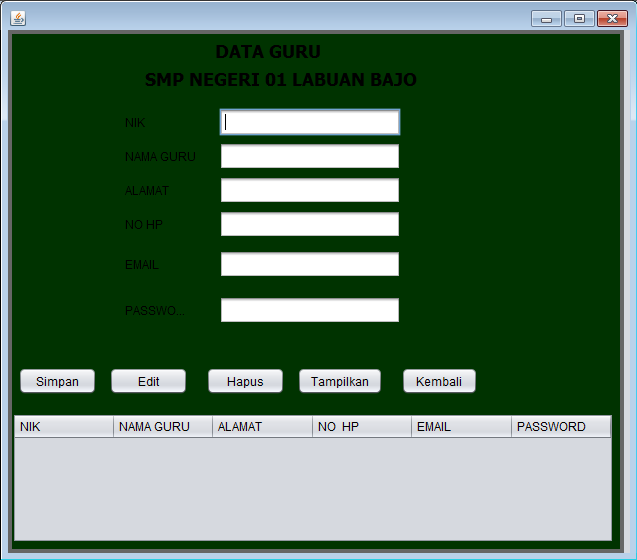 DATA GURU
SMP NEGERI 01 LABUAN BAJO
NIK
NAMA GURU
ALAMAT
NO HP
EMAIL
PASSWO...
Simpan Edit Hapus Tampilkan Kembali
NIK NAMA GURU ALAMAT NO HP EMAIL PASSWORD